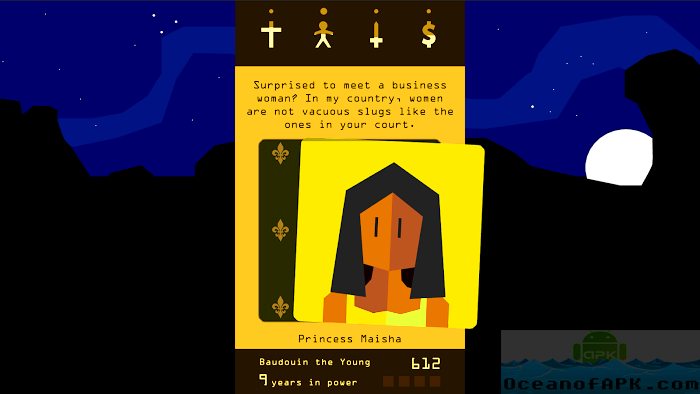 $
Surprised to meet a business
woman? In my country, women
are not vacuous slugs like the
ones in your court.
Princess Maisha
Baudouin the Young 612
9 years in power
APK
OceanofAPK.com